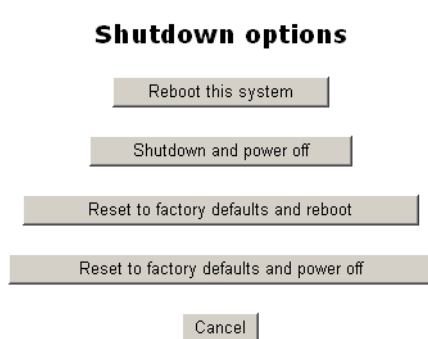 Shutdown options
Reboot this system
Shutdown and power off
Reset to factory defaults and reboot
Reset to factory defaults and power off
Cancel